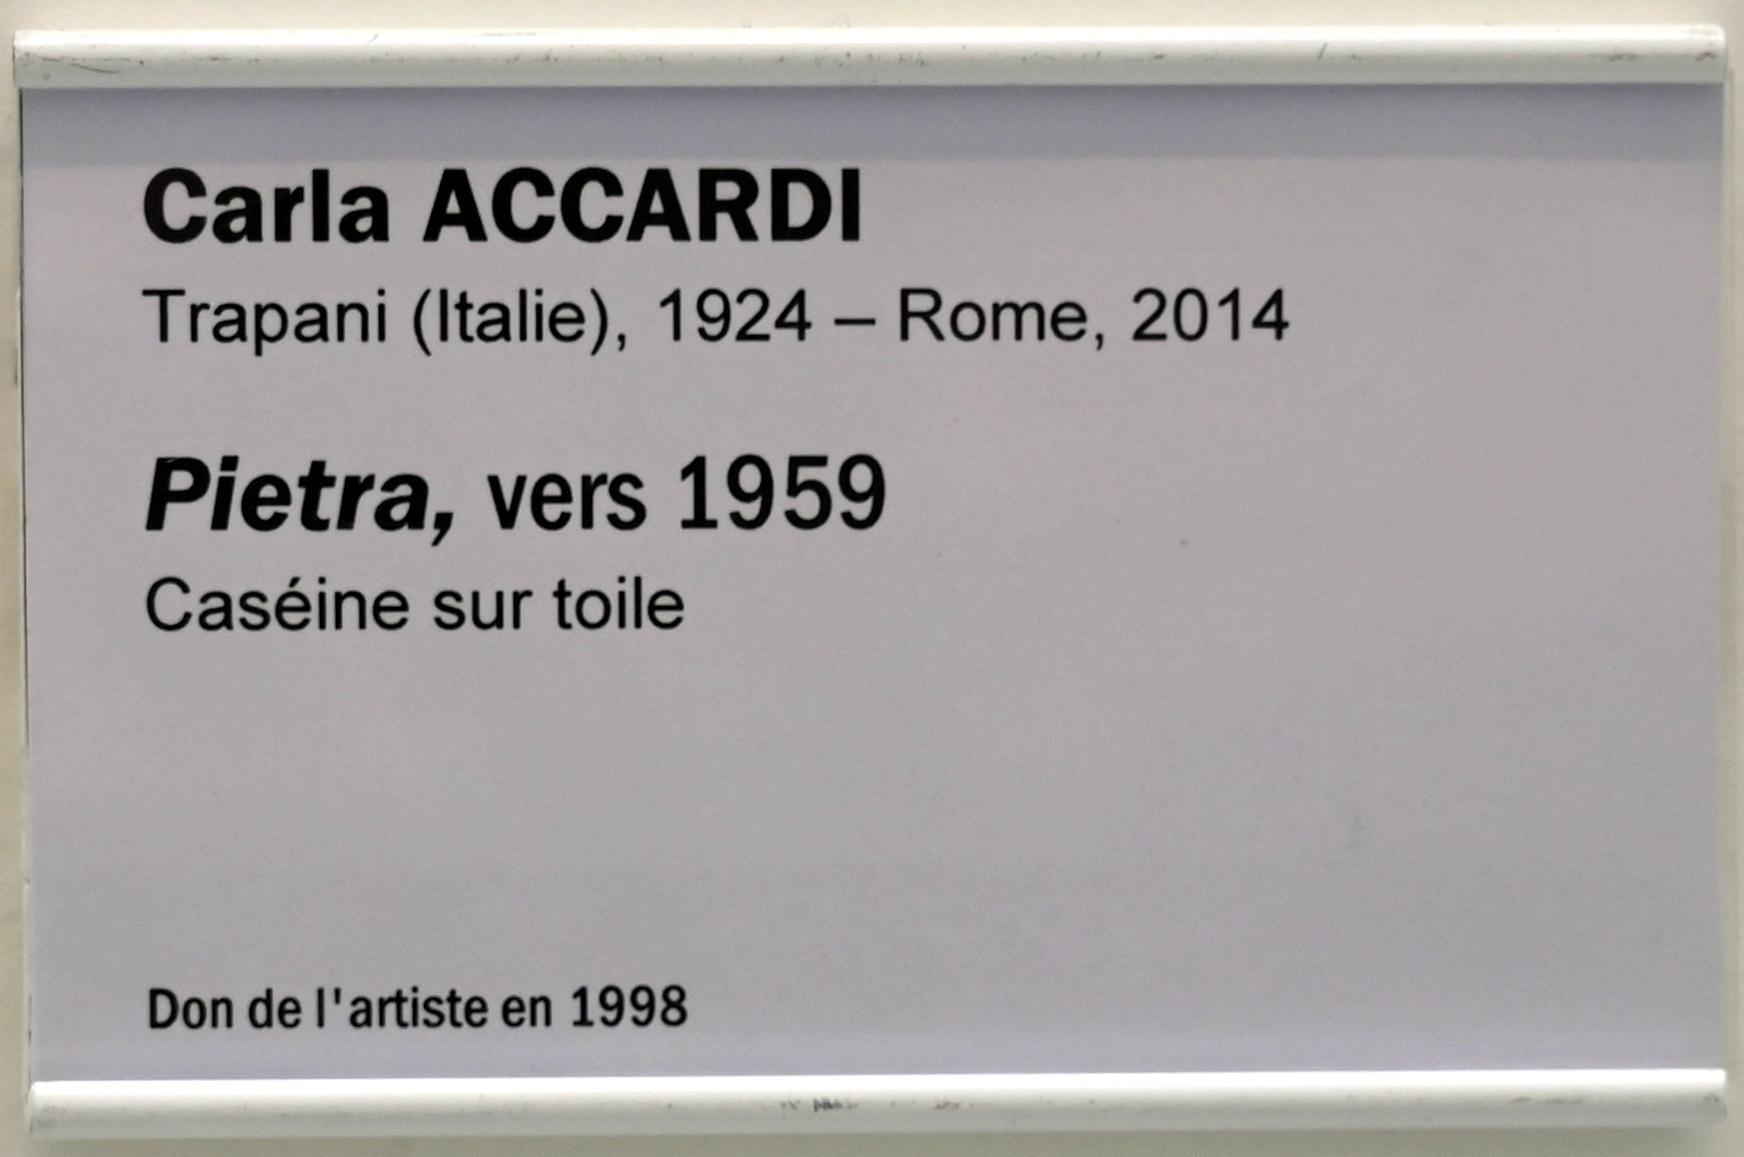 Carla ACCARDI
Trapani (Italie), 1924 – Rome, 2014
Pietra, vers 1959
Caséine sur toile
Don de l'artiste en 1998